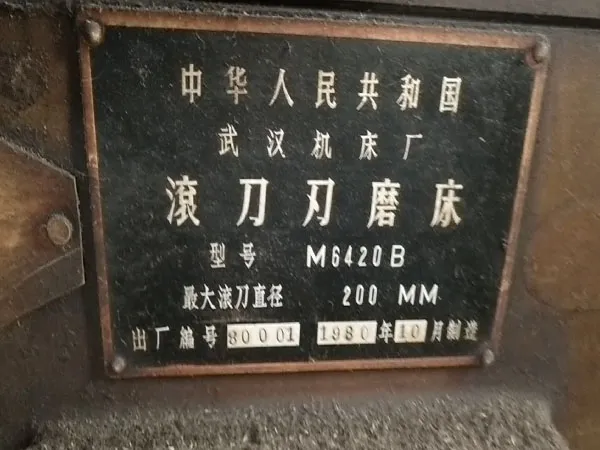 中华人民共和国
武汉机床厂
滚刀刃磨床
型号 M6420B
最大滚刀直径 200 MM
出厂编号 80001 1980年10月制造